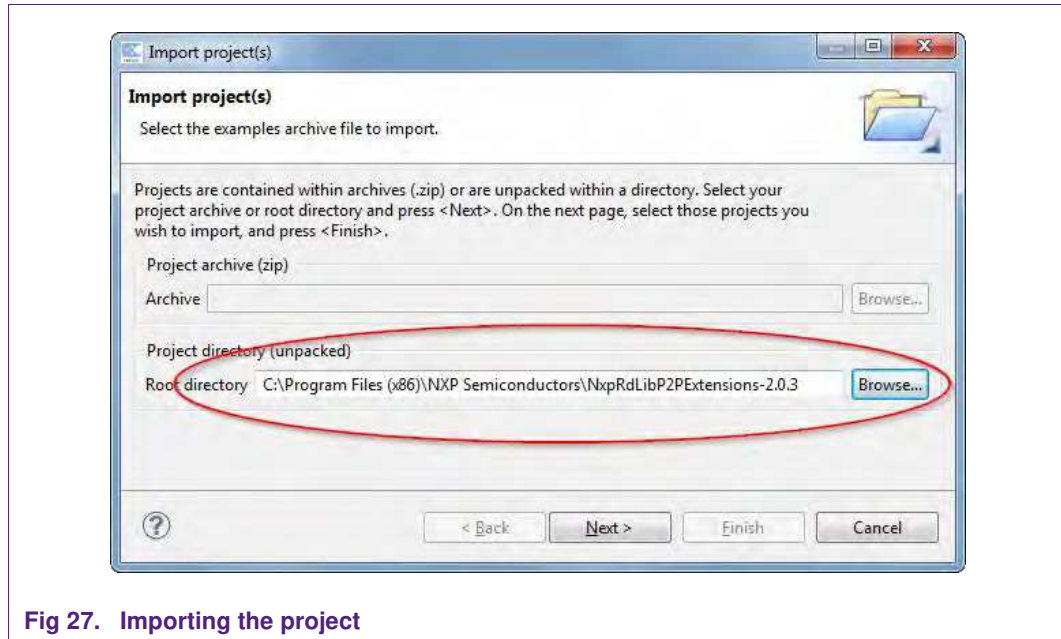 Import project(s)
Import project(s)
Select the examples archive file to import.
Projects are contained within archives (.zip) or are unpacked within a directory. Select your
project archive or root directory and press <Next>. On the next page, select those projects you
wish to import, and press <Finish>.
Project archive (zip)
Archive
Browse...
Project directory (unpacked)
Root directory C:\Program Files (x86)\NXP Semiconductors\NxpRdLibP2PExtensions-2.0.3 Browse...
? < Back Next > Finish Cancel
Fig 27. Importing the project